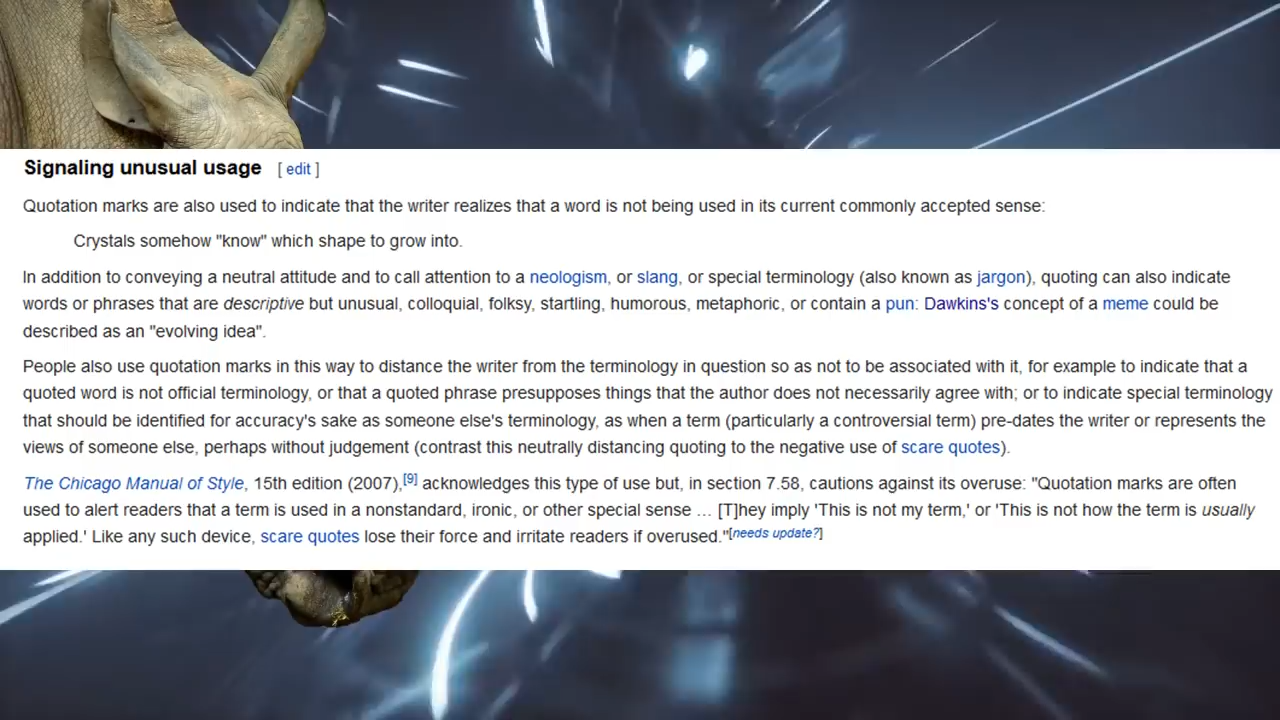 Signaling unusual usage [ edit ]
Quotation marks are also used to indicate that the writer realizes that a word is not being used in its current commonly accepted sense:
Crystals somehow "know" which shape to grow into.
In addition to conveying a neutral attitude and to call attention to a neologism, or slang, or special terminology (also known as jargon), quoting can also indicate
words or phrases that are descriptive but unusual, colloquial, folksy, startling, humorous, metaphoric, or contain a pun: Dawkins's concept of a meme could be
described as an "evolving idea".
People also use quotation marks in this way to distance the writer from the terminology in question so as not to be associated with it, for example to indicate that a
quoted word is not official terminology, or that a quoted phrase presupposes things that the author does not necessarily agree with; or to indicate special terminology
that should be identified for accuracy's sake as someone else's terminology, as when a term (particularly a controversial term) pre-dates the writer or represents the
views of someone else, perhaps without judgement (contrast this neutrally distancing quoting to the negative use of scare quotes).
The Chicago Manual of Style, 15th edition (2007),[9] acknowledges this type of use but, in section 7.58, cautions against its overuse: "Quotation marks are often
used to alert readers that a term is used in a nonstandard, ironic, or other special sense ... [T]hey imply 'This is not my term,' or 'This is not how the term is usually
applied.' Like any such device, scare quotes lose their force and irritate readers if overused."[needs update?]